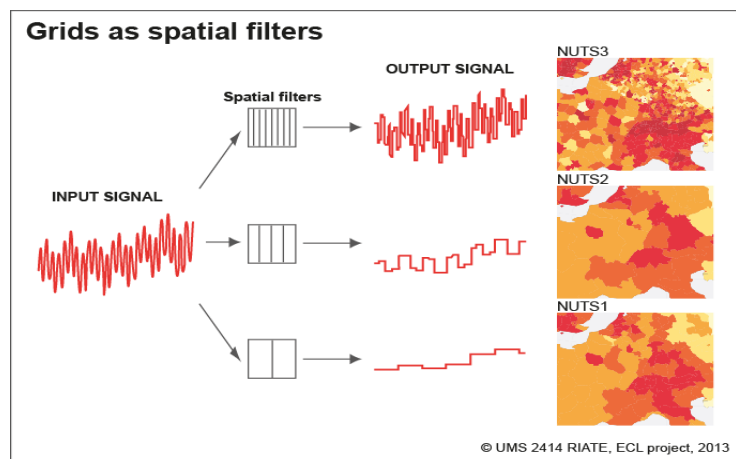 Grids as spatial filters
NUTS3
OUTPUT SIGNAL
Spatial filters
INPUT SIGNAL
NUTS2
NUTS1
© UMS 2414 RIATE, ECL project, 2013